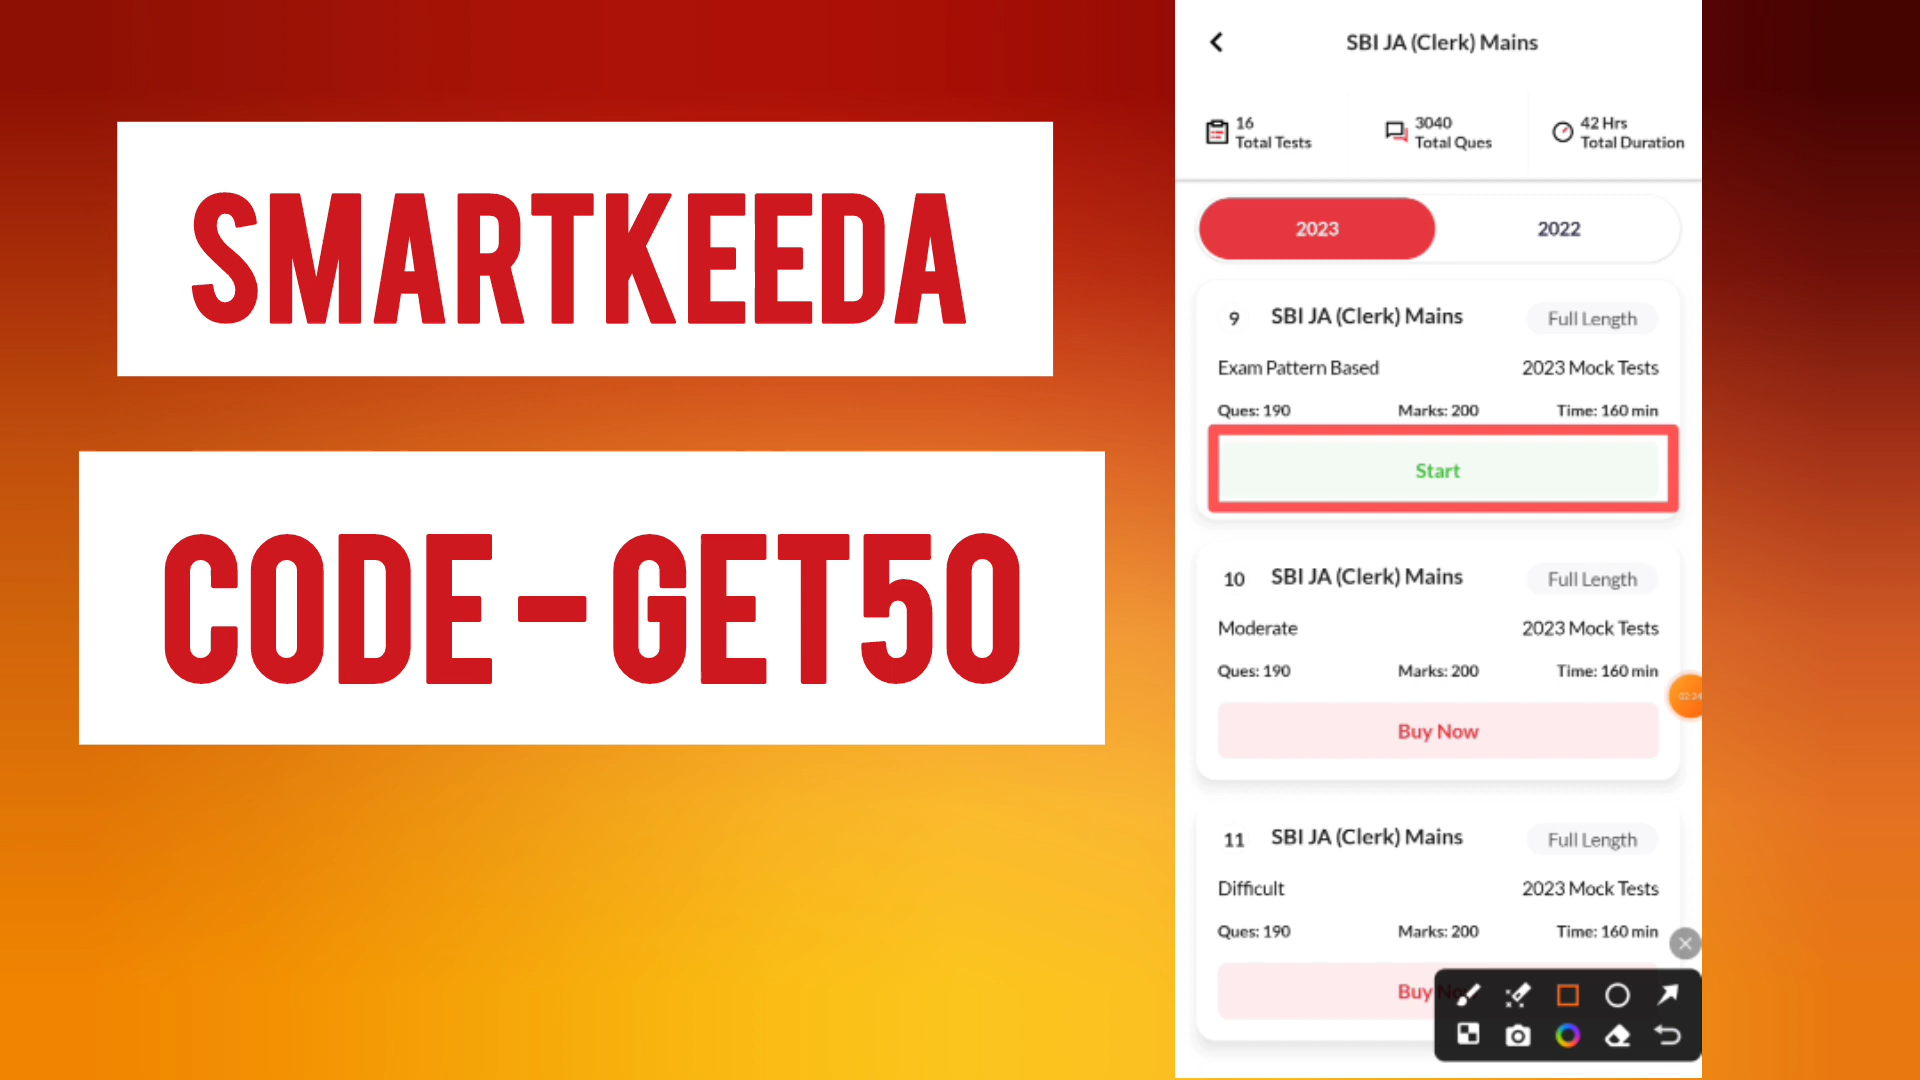 SMARTKEEDA
CODE - GET50
SBI JA (Clerk) Mains
16
Total Tests
3040
Total Ques
42 Hrs
Total Duration
2023
2022
9
SBI JA (Clerk) Mains
Full Length
Exam Pattern Based
2023 Mock Tests
Ques: 190
Marks: 200
Time: 160 min
Start
10
SBI JA (Clerk) Mains
Full Length
Moderate
2023 Mock Tests
Ques: 190
Marks: 200
Time: 160 min
02:24
Buy Now
11
SBI JA (Clerk) Mains
Full Length
Difficult
2023 Mock Tests
Ques: 190
Marks: 200
Time: 160 min
Buy